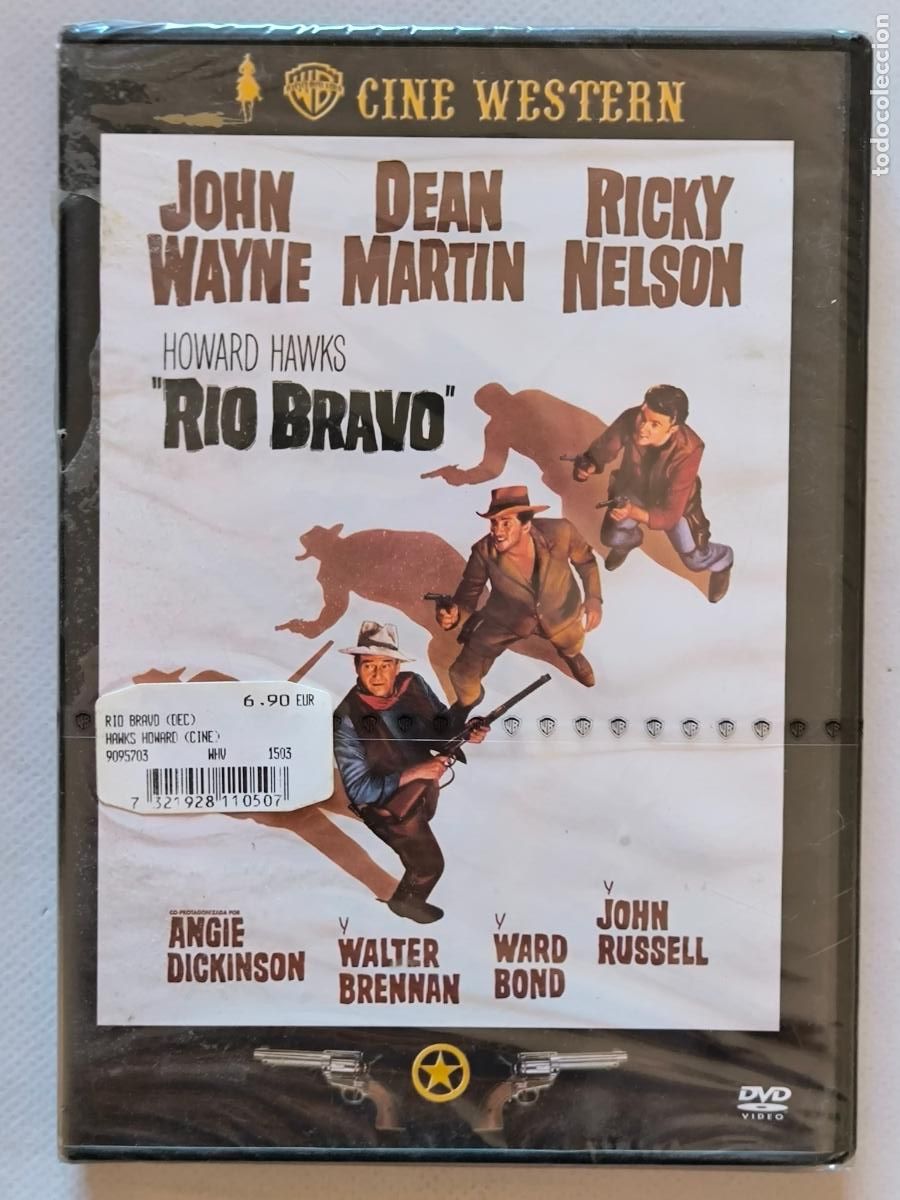 CINE WESTERN
JOHN WAYNE
DEAN MARTIN
RICKY NELSON
HOWARD HAWKS
"RIO BRAVO"
6.90 EUR
RIO BRAVO (DEC)
HAWKS HOWARD (CINE)
9095703 WHV 1503
7 321928 110507
CO-PROTAGONIZADA POR
ANGIE DICKINSON
Y WALTER BRENNAN
Y WARD BOND
Y JOHN RUSSELL
DVD
VIDEO
todocoleccion